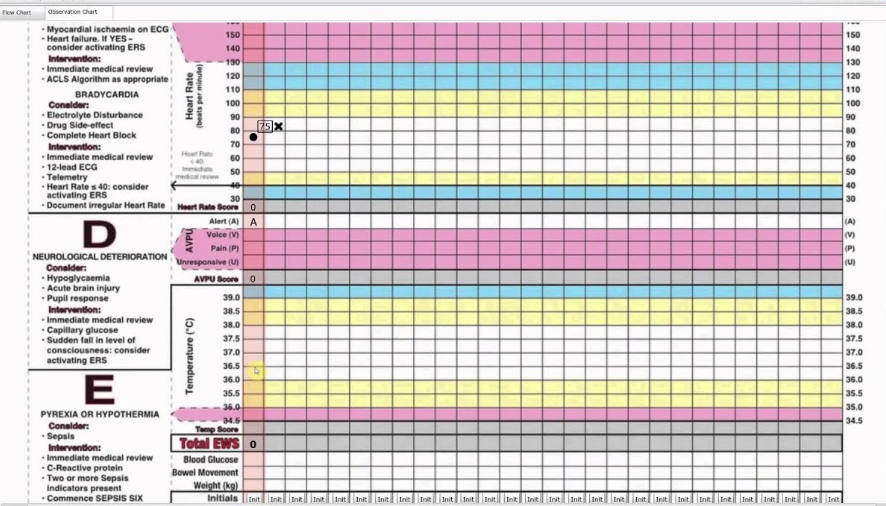 Flow Chart Observation Chart
• Myocardial ischaemia on ECG
• Heart failure. If YES –
consider activating ERS
Intervention:
• Immediate medical review
• ACLS Algorithm as appropriate
BRADYCARDIA
Consider:
• Electrolyte Disturbance
• Drug Side-effect
• Complete Heart Block
Intervention:
• Immediate medical review
• 12-lead ECG
• Telemetry
• Heart Rate ≤ 40: consider
activating ERS
• Document irregular Heart Rate
Heart Rate
(beats per minute)
Heart Rate
≤ 40:
Immediate
medical review
150 150
140 140
130 130
120 120
110 110
100 100
90 90
80 80
75
70 70
60 60
50 50
40 40
30 30
Heart Rate Score 0
D
NEUROLOGICAL DETERIORATION
Consider:
• Hypoglycaemia
• Acute brain injury
• Pupil response
Intervention:
• Immediate medical review
• Capillary glucose
• Sudden fall in level of
consciousness: consider
activating ERS
AVPU
Alert (A) A (A)
Voice (V) (V)
Pain (P) (P)
Unresponsive (U) (U)
AVPU Score 0
E
PYREXIA OR HYPOTHERMIA
Consider:
• Sepsis
Intervention:
• Immediate medical review
• C-Reactive protein
• Two or more Sepsis
indicators present
• Commence SEPSIS SIX
Temperature (°C)
39.0 39.0
38.5 38.5
38.0 38.0
37.5 37.5
37.0 37.0
36.5 36.5
36.0 36.0
35.5 35.5
35.0 35.0
34.5 34.5
Temp Score
Total EWS 0
Blood Glucose
Bowel Movement
Weight (kg)
Initials Init Init Init Init Init Init Init Init Init Init Init Init Init Init Init Init Init Init Init Init Init Init Init Init Init Init Init